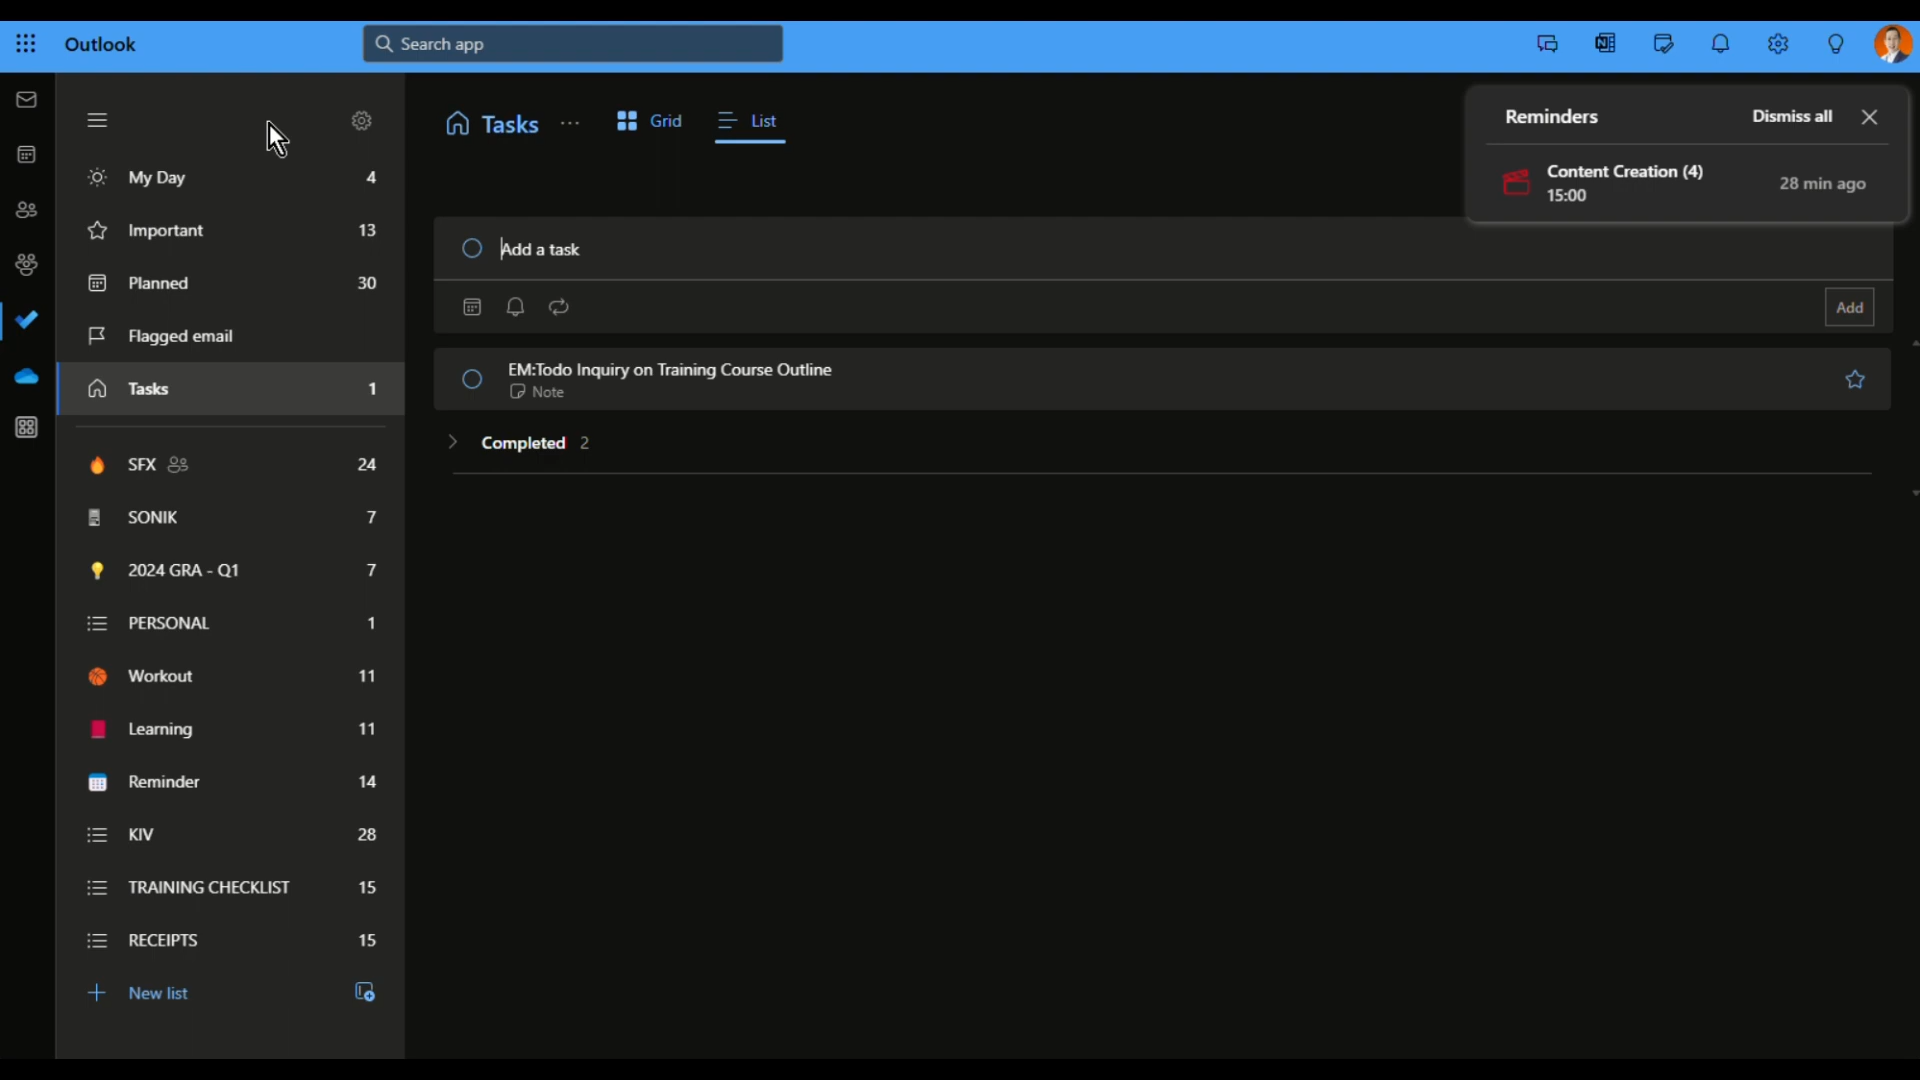 Outlook
Search app
My Day 4
Important 13
Planned 30
Flagged email
Tasks 1
SFX 24
SONIK 7
2024 GRA - Q1 7
PERSONAL 1
Workout 11
Learning 11
Reminder 14
KIV 28
TRAINING CHECKLIST 15
RECEIPTS 15
New list
Tasks ... Grid List
Add a task
Add
EM:Todo Inquiry on Training Course Outline
Note
Completed 2
Reminders Dismiss all
Content Creation (4)
15:00
28 min ago